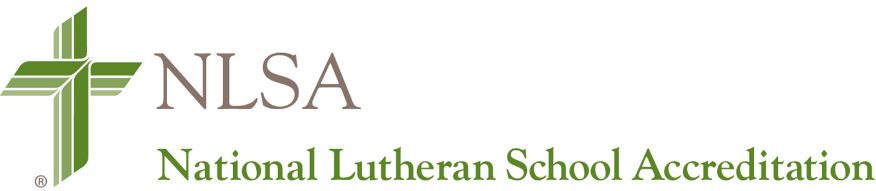 NLSA
National Lutheran School Accreditation
®